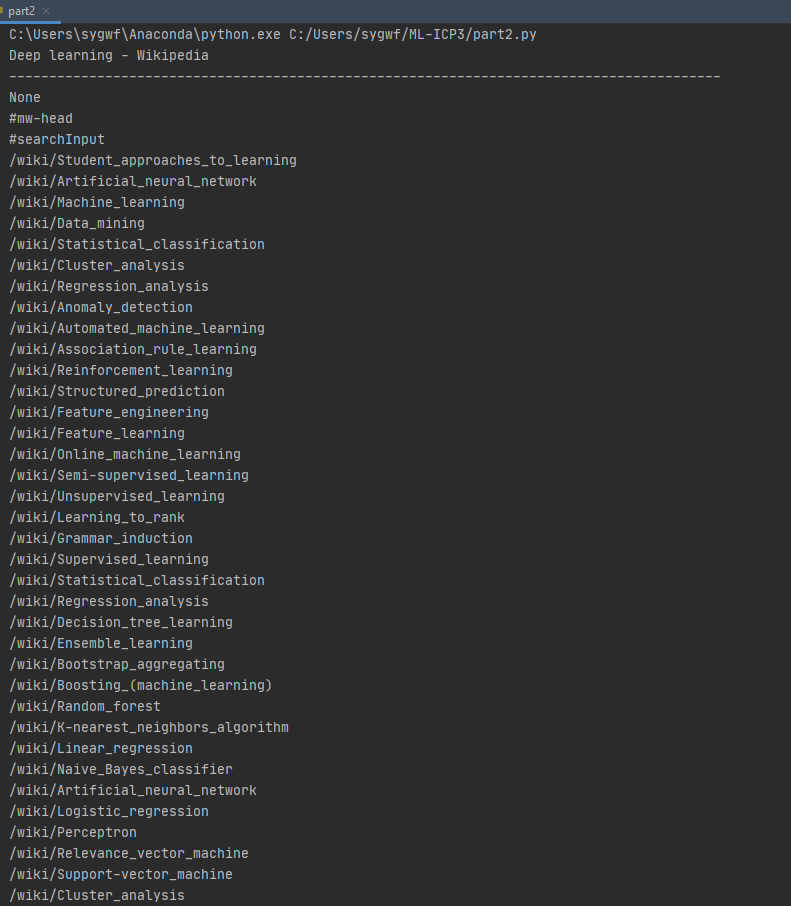 part2
C:\Users\sygwf\Anaconda\python.exe C:/Users/sygwf/ML-ICP3/part2.py
Deep learning - Wikipedia
-----------------------------------------------------------------------------------------
None
#mw-head
#searchInput
/wiki/Student_approaches_to_learning
/wiki/Artificial_neural_network
/wiki/Machine_learning
/wiki/Data_mining
/wiki/Statistical_classification
/wiki/Cluster_analysis
/wiki/Regression_analysis
/wiki/Anomaly_detection
/wiki/Automated_machine_learning
/wiki/Association_rule_learning
/wiki/Reinforcement_learning
/wiki/Structured_prediction
/wiki/Feature_engineering
/wiki/Feature_learning
/wiki/Online_machine_learning
/wiki/Semi-supervised_learning
/wiki/Unsupervised_learning
/wiki/Learning_to_rank
/wiki/Grammar_induction
/wiki/Supervised_learning
/wiki/Statistical_classification
/wiki/Regression_analysis
/wiki/Decision_tree_learning
/wiki/Ensemble_learning
/wiki/Bootstrap_aggregating
/wiki/Boosting_(machine_learning)
/wiki/Random_forest
/wiki/K-nearest_neighbors_algorithm
/wiki/Linear_regression
/wiki/Naive_Bayes_classifier
/wiki/Artificial_neural_network
/wiki/Logistic_regression
/wiki/Perceptron
/wiki/Relevance_vector_machine
/wiki/Support-vector_machine
/wiki/Cluster_analysis